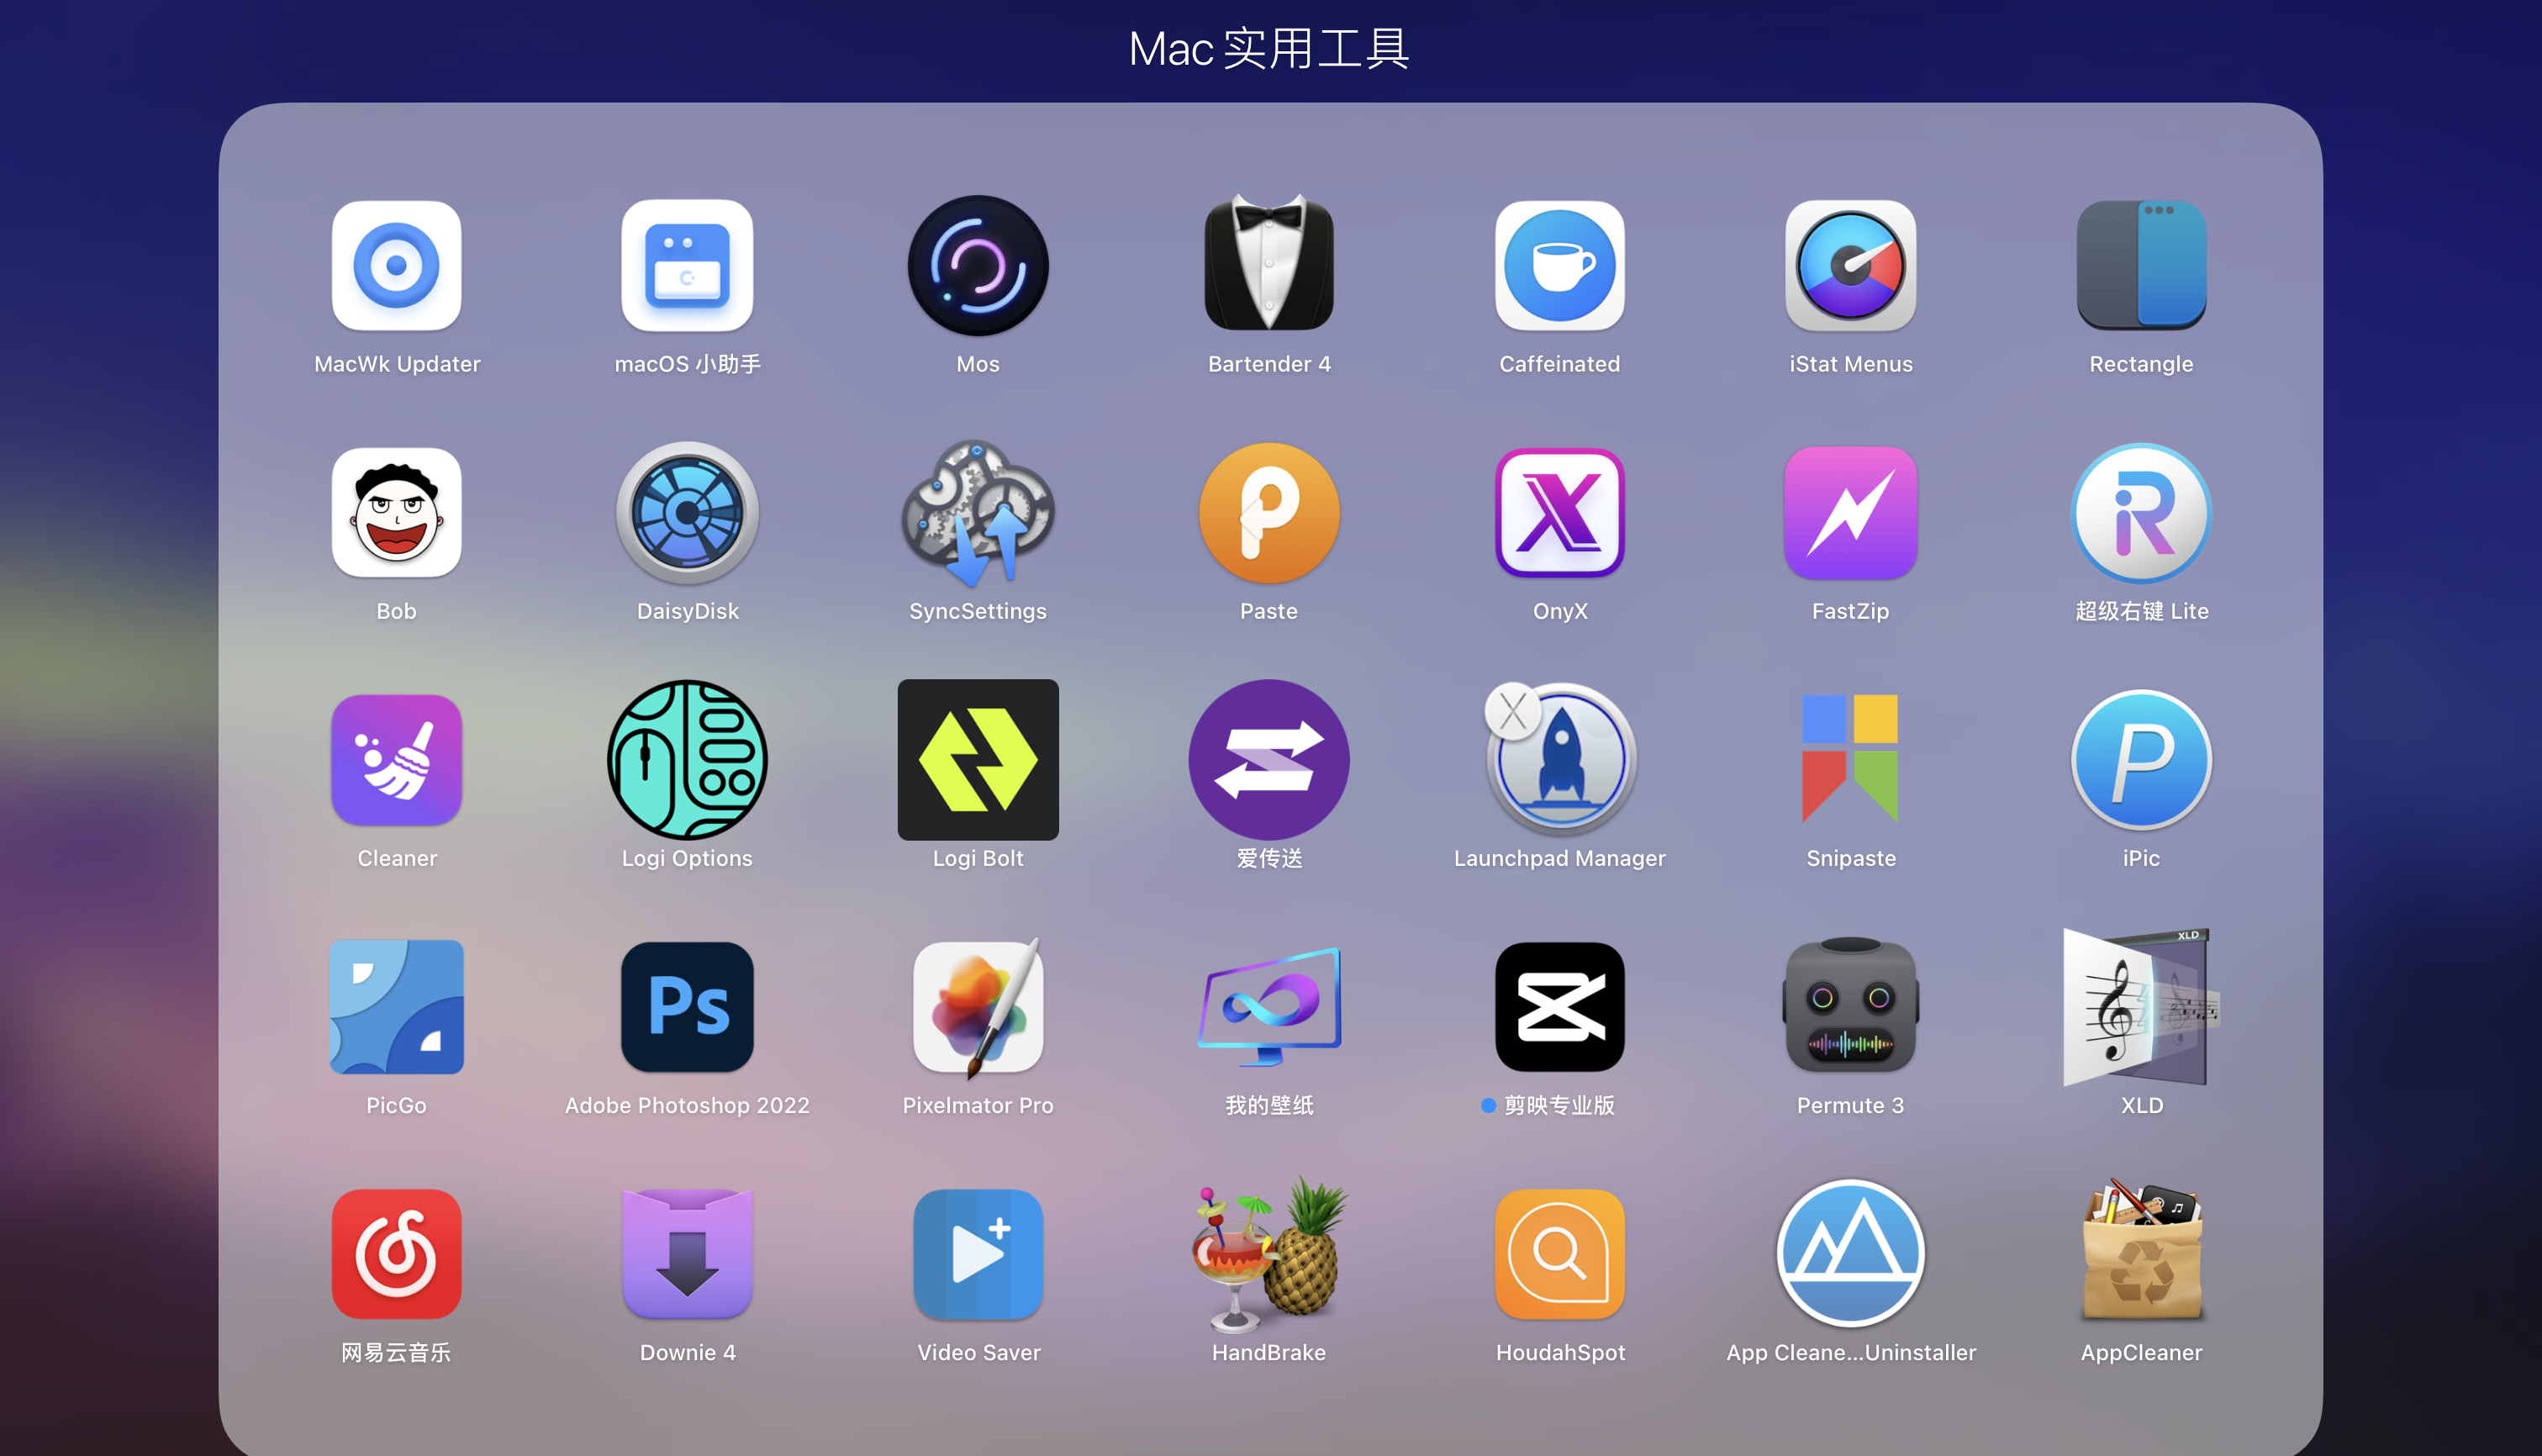 Mac 实用工具
MacWk Updater
macOS 小助手
Mos
Bartender 4
Caffeinated
iStat Menus
Rectangle
Bob
DaisyDisk
SyncSettings
Paste
OnyX
FastZip
超级右键 Lite
Cleaner
Logi Options
Logi Bolt
爱传送
Launchpad Manager
Snipaste
iPic
Ps
XLD
PicGo
Adobe Photoshop 2022
Pixelmator Pro
我的壁纸
剪映专业版
Permute 3
XLD
网易云音乐
Downie 4
Video Saver
HandBrake
HoudahSpot
App Cleane...Uninstaller
AppCleaner